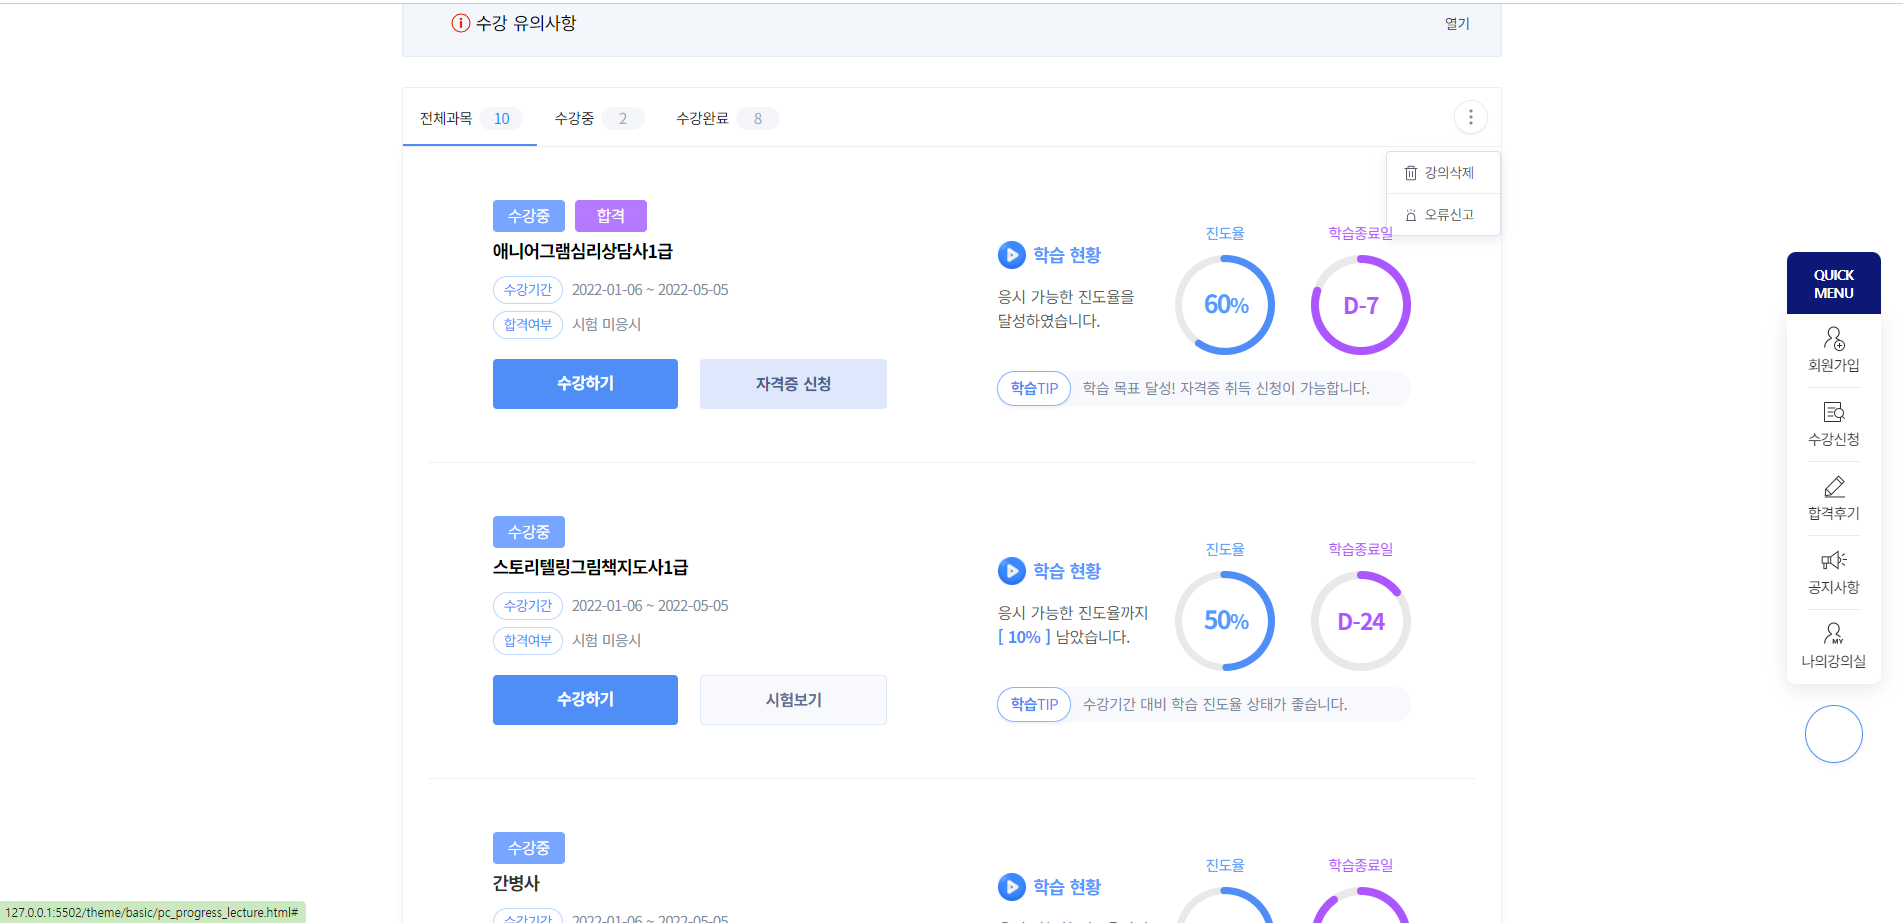 수강 유의사항
열기
전체과목 10
수강중 2
수강완료 8
강의삭제
오류신고
수강중 합격
애니어그램심리상담사1급
수강기간 2022-01-06 ~ 2022-05-05
합격여부 시험 미응시
수강하기
자격증 신청
학습 현황
응시 가능한 진도율을
달성하였습니다.
진도율
60%
학습종료일
D-7
학습TIP 학습 목표 달성! 자격증 취득 신청이 가능합니다.
수강중
스토리텔링그림책지도사1급
수강기간 2022-01-06 ~ 2022-05-05
합격여부 시험 미응시
수강하기
시험보기
학습 현황
응시 가능한 진도율까지
[ 10% ] 남았습니다.
진도율
50%
학습종료일
D-24
학습TIP 수강기간 대비 학습 진도율 상태가 좋습니다.
수강중
간병사
수강기간 2022-01-06 ~ 2022-05-05
학습 현황
진도율
학습종료일
QUICK
MENU
회원가입
수강신청
합격후기
공지사항
MY
나의강의실
127.0.0.1:5502/theme/basic/pc_progress_lecture.html#